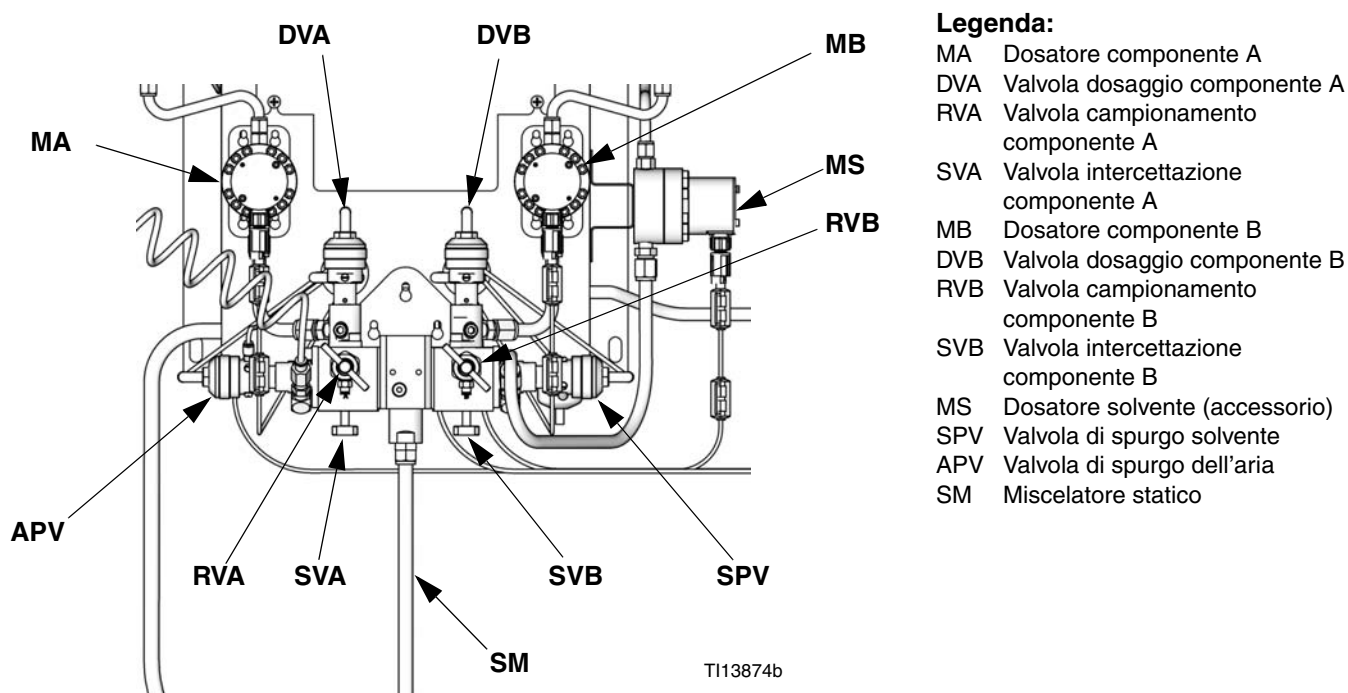 DVA
DVB
MB
MA
MS
RVB
APV
RVA
SVA
SVB
SPV
SM
TI13874b
Legenda:
MA Dosatore componente A
DVA Valvola dosaggio componente A
RVA Valvola campionamento
componente A
SVA Valvola intercettazione
componente A
MB Dosatore componente B
DVB Valvola dosaggio componente B
RVB Valvola campionamento
componente B
SVB Valvola intercettazione
componente B
MS Dosatore solvente (accessorio)
SPV Valvola di spurgo solvente
APV Valvola di spurgo dell’aria
SM Miscelatore statico